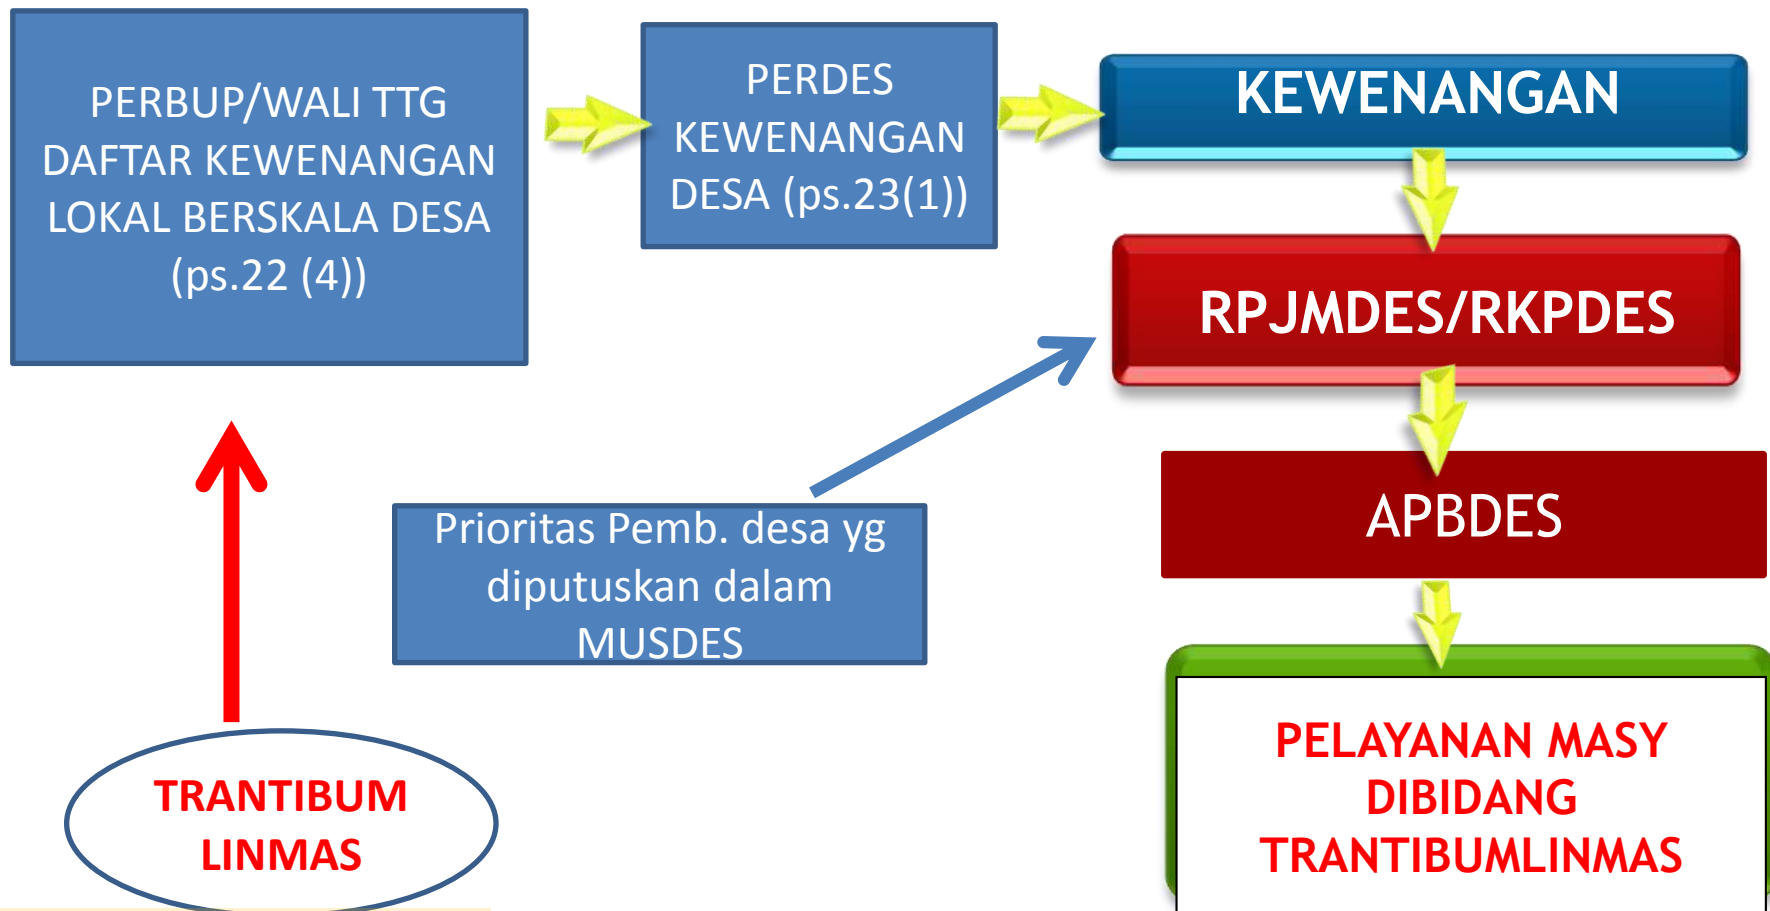 PERBUP/WALI TTG
DAFTAR KEWENANGAN
LOKAL BERSKALA DESA
(ps.22 (4))
PERDES
KEWENANGAN
DESA (ps.23(1))
KEWENANGAN
RPJMDES/RKPDES
APBDES
Prioritas Pemb. desa yg
diputuskan dalam
MUSDES
TRANTIBUM
LINMAS
PELAYANAN MASY
DIBIDANG
TRANTIBUMLINMAS